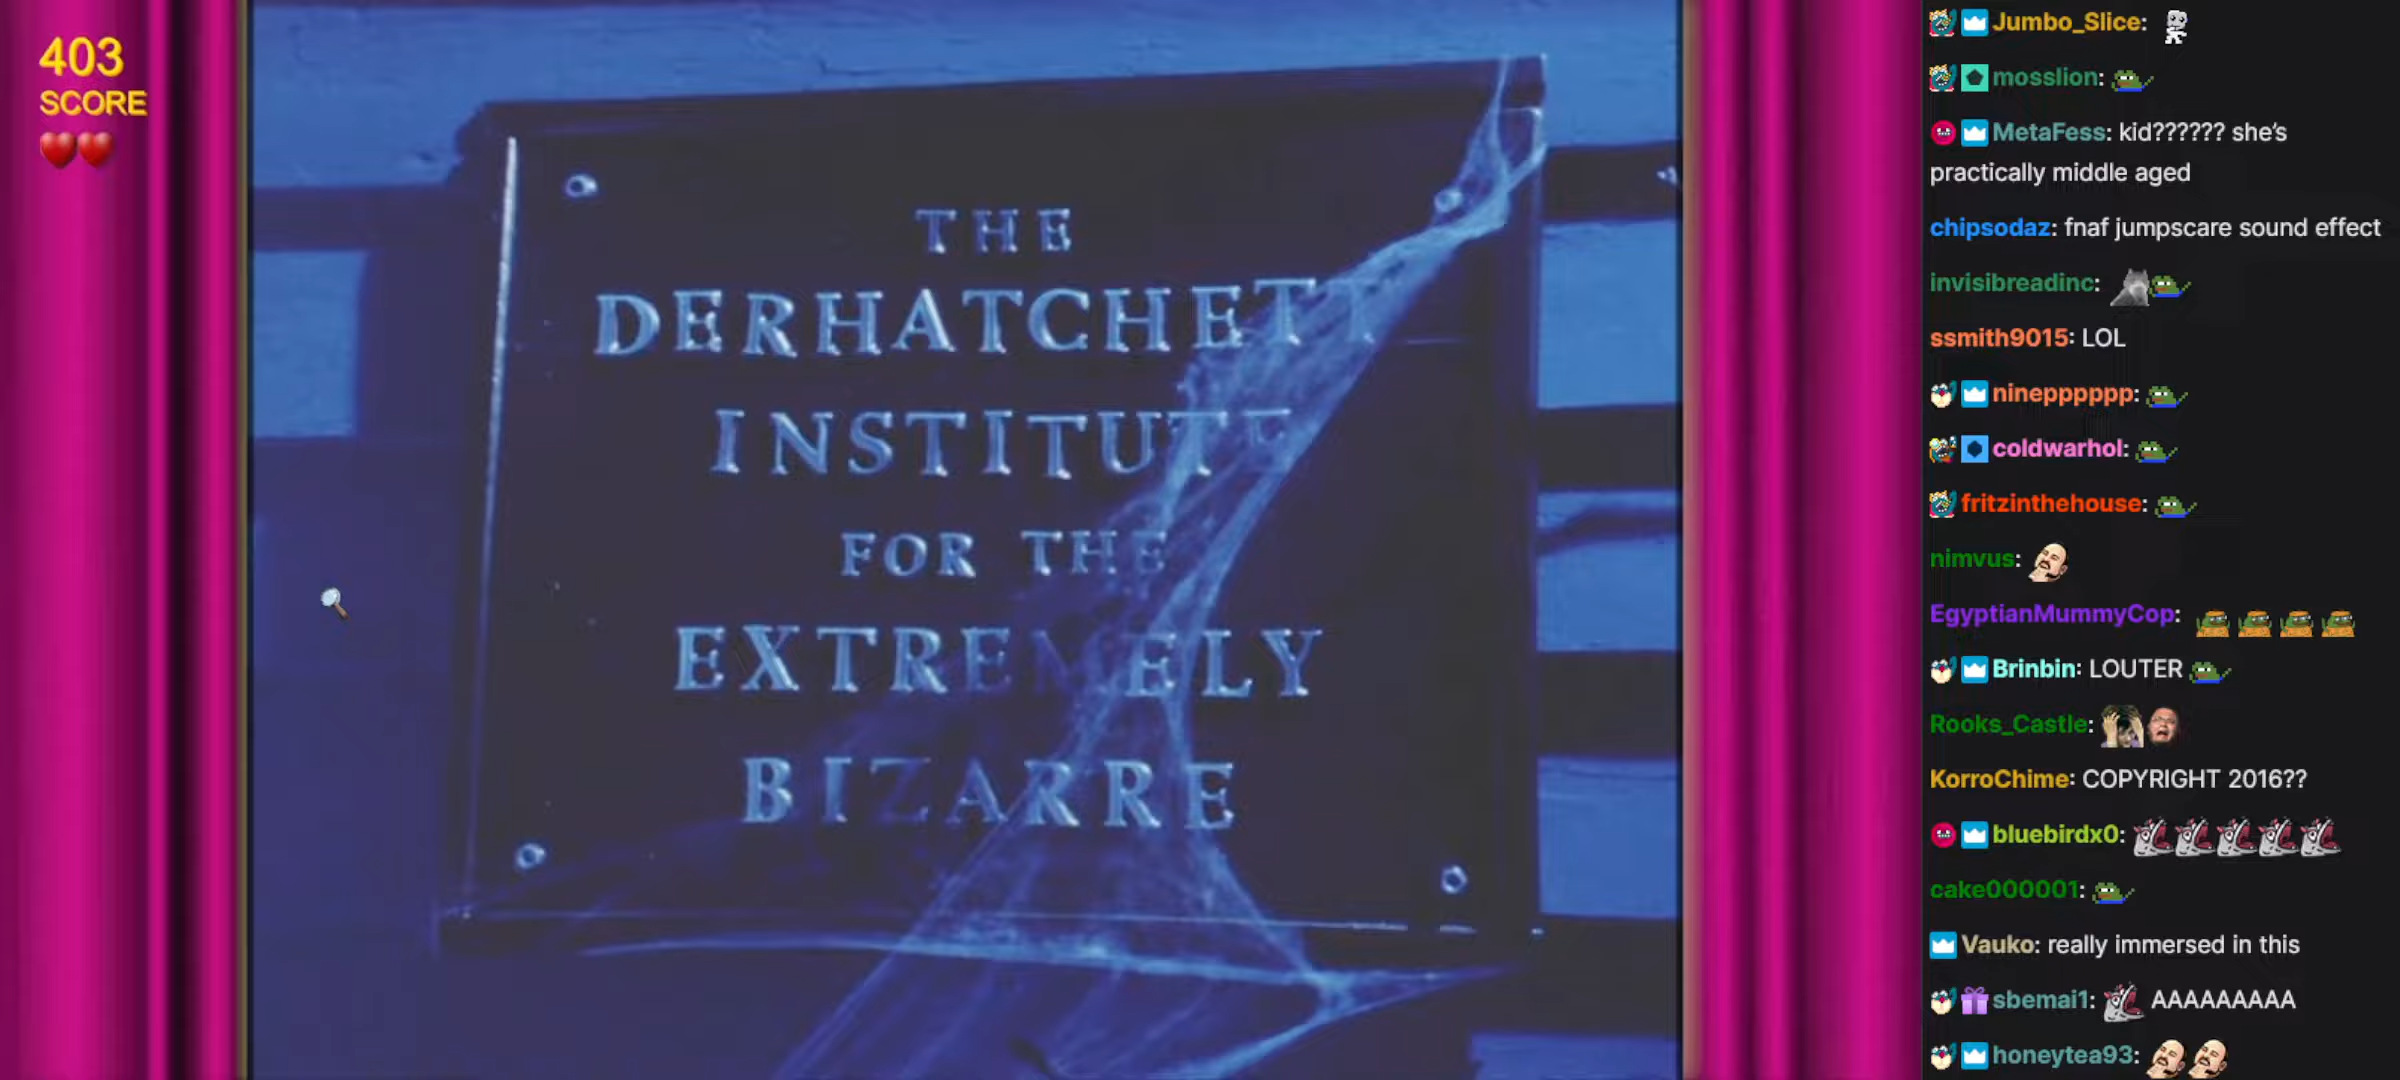 403
SCORE
THE
DERHATCHETT
INSTITUTE
FOR THE
EXTREMELY
BIZARRE
Jumbo_Slice:
mosslion:
MetaFess: kid?????? she's
practically middle aged
chipsodaz: fnaf jumpscare sound effect
invisibreadinc:
ssmith9015: LOL
ninepppppp:
coldwarhol:
fritzinthehouse:
nimvus:
EgyptianMummyCop:
Brinbin: LOUTER
Rooks_Castle:
KorroChime: COPYRIGHT 2016??
bluebirdx0:
cake000001:
Vauko: really immersed in this
sbemai1: AAAAAAAAA
honeytea93: